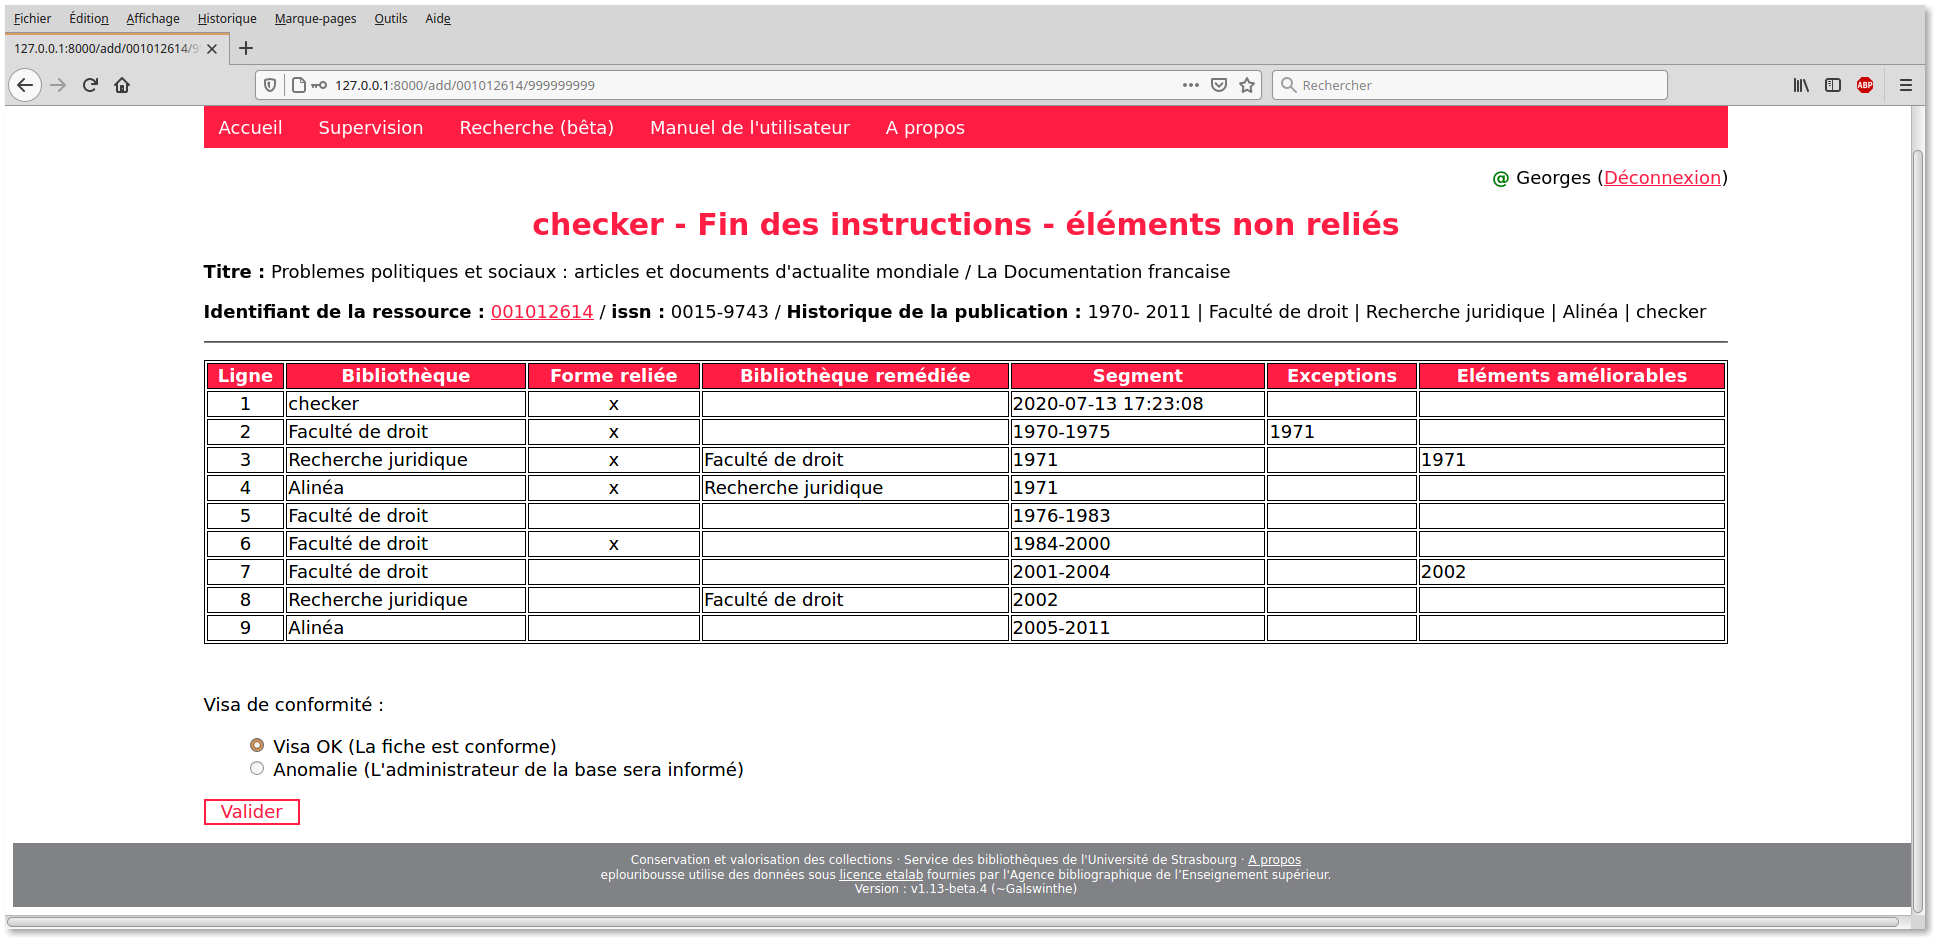 Fichier Édition Affichage Historique Marque-pages Outils Aide
127.0.0.1:8000/add/001012614/9
127.0.0.1:8000/add/001012614/999999999 Rechercher ABP
Accueil Supervision Recherche (bêta) Manuel de l'utilisateur A propos
@ Georges (Déconnexion)
checker - Fin des instructions - éléments non reliés
Titre : Problemes politiques et sociaux : articles et documents d'actualite mondiale / La Documentation francaise
Identifiant de la ressource : 001012614 / issn : 0015-9743 / Historique de la publication : 1970- 2011 | Faculté de droit | Recherche juridique | Alinéa | checker
Ligne Bibliothèque Forme reliée Bibliothèque remédiée Segment Exceptions Eléments améliorables
1 checker x 2020-07-13 17:23:08
2 Faculté de droit x 1970-1975 1971
3 Recherche juridique x Faculté de droit 1971 1971
4 Alinéa x Recherche juridique 1971
5 Faculté de droit 1976-1983
6 Faculté de droit x 1984-2000
7 Faculté de droit 2001-2004 2002
8 Recherche juridique Faculté de droit 2002
9 Alinéa 2005-2011
Visa de conformité :
Visa OK (La fiche est conforme)
Anomalie (L'administrateur de la base sera informé)
Valider
Conservation et valorisation des collections · Service des bibliothèques de l'Université de Strasbourg · A propos
eplouribousse utilise des données sous licence etalab fournies par l'Agence bibliographique de l’Enseignement supérieur.
Version : v1.13-beta.4 (~Galswinthe)